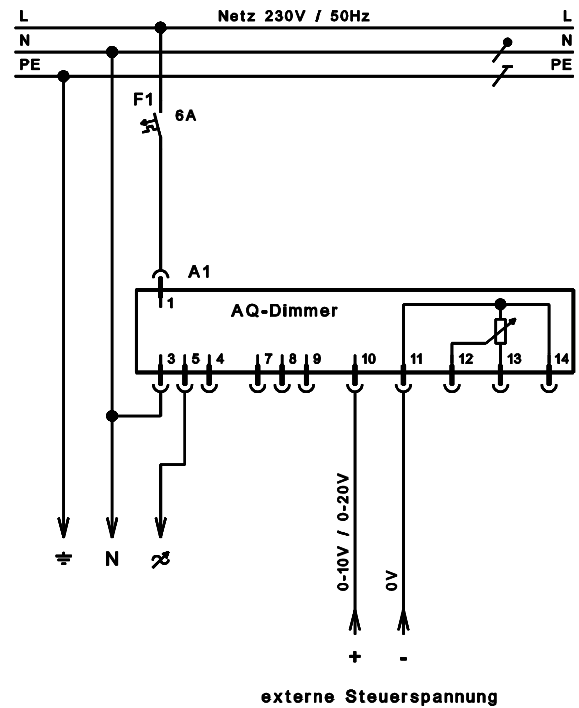 Netz 230V / 50Hz
L L
N N
PE PE
F1
6A
A1
1
AQ-Dimmer
3 5 4 7 8 9 10 11 12 13 14
0-10V / 0-20V
0V
N
+ -
externe Steuerspannung